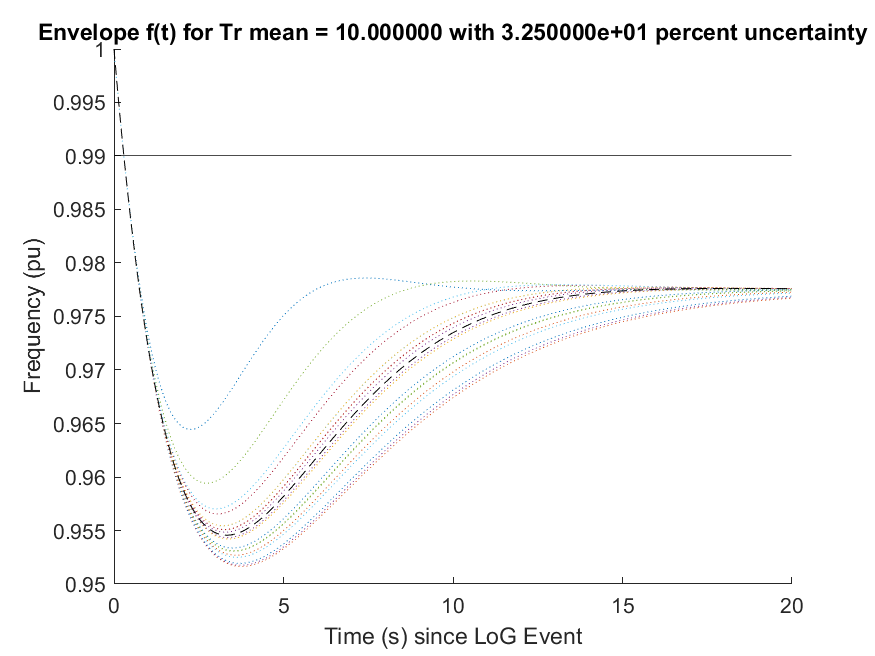 Envelope f(t) for Tr mean = 10.000000 with 3.250000e+01 percent uncertainty
1
0.995
0.99
0.985
0.98
0.975
0.97
0.965
0.96
0.955
0.95
Frequency (pu)
0 5 10 15 20
Time (s) since LoG Event